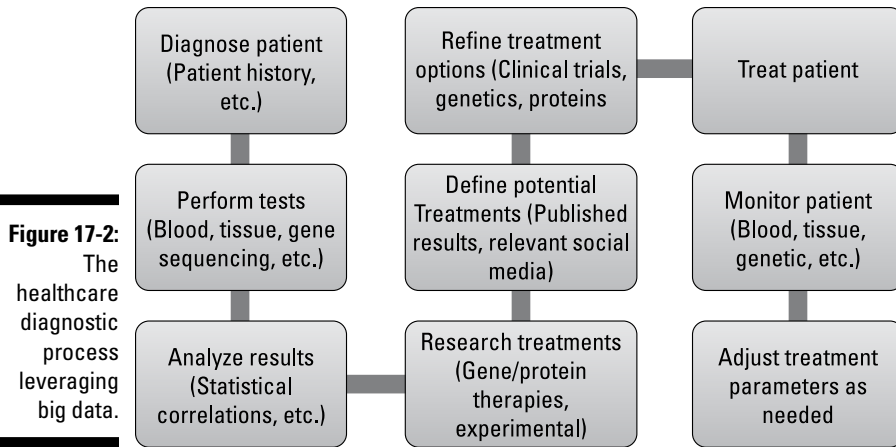 Diagnose patient
(Patient history,
etc.)
Perform tests
(Blood, tissue, gene
sequencing, etc.)
Analyze results
(Statistical
correlations, etc.)
Research treatments
(Gene/protein
therapies,
experimental)
Define potential
Treatments (Published
results, relevant social
media)
Refine treatment
options (Clinical trials,
genetics, proteins
Treat patient
Monitor patient
(Blood, tissue,
genetic, etc.)
Adjust treatment
parameters as
needed
Figure 17-2:
The
healthcare
diagnostic
process
leveraging
big data.